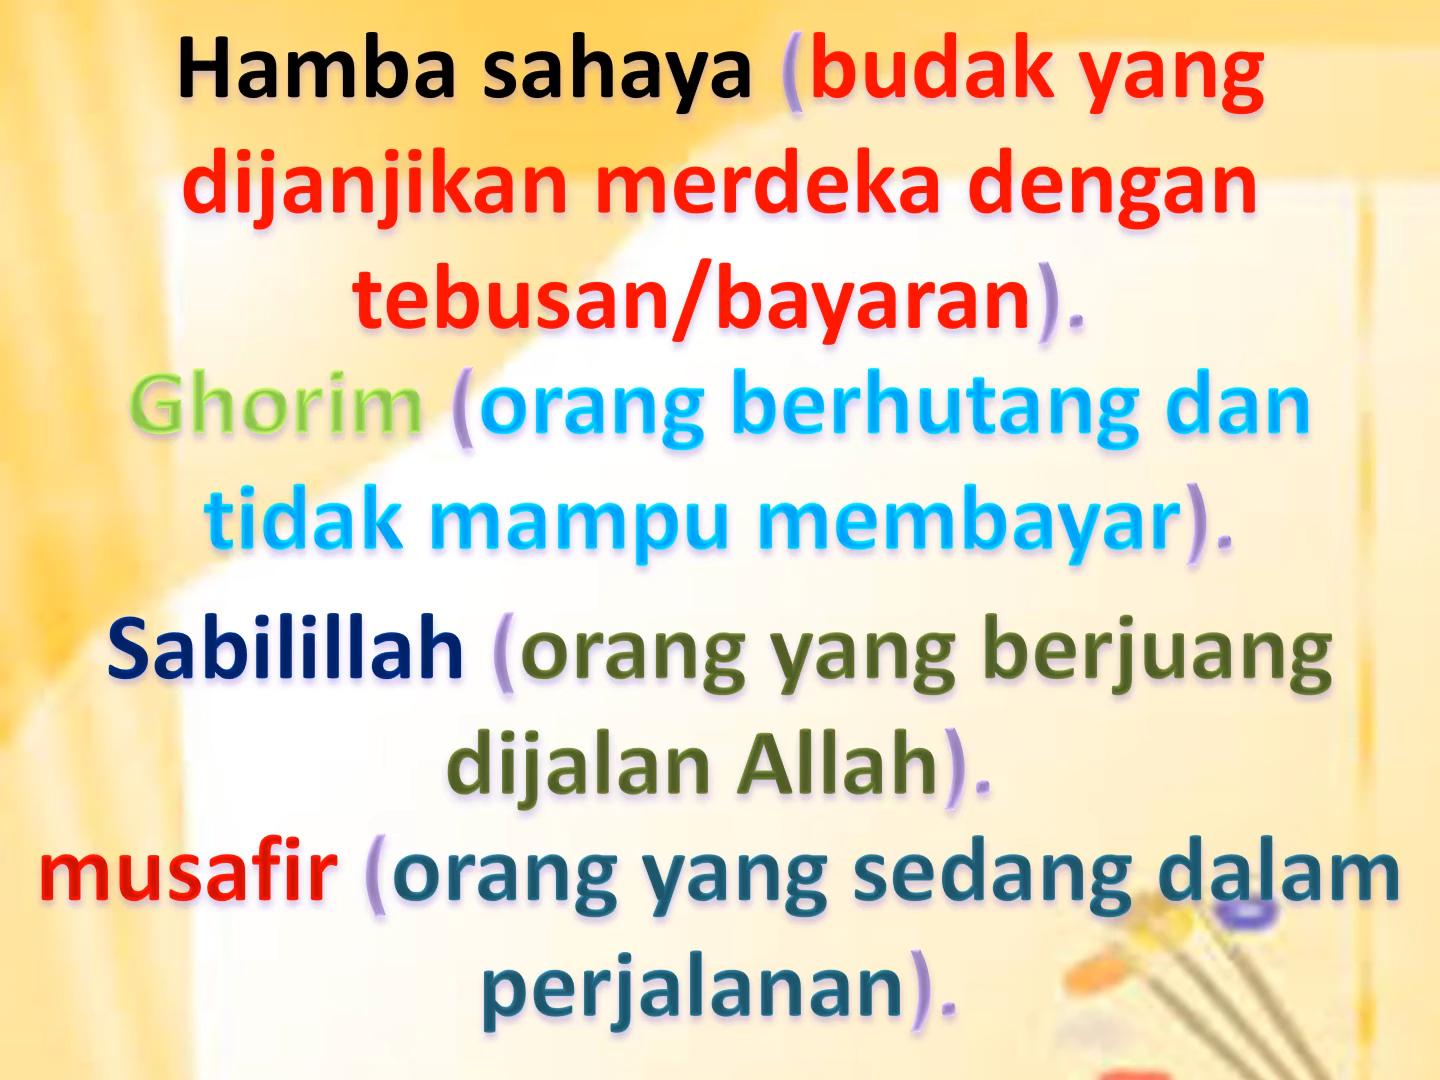 Hamba sahaya (budak yang
dijanjikan merdeka dengan
tebusan/bayaran).
Ghorim (orang berhutang dan
tidak mampu membayar).
Sabilillah (orang yang berjuang
dijalan Allah).
musafir (orang yang sedang dalam
perjalanan).